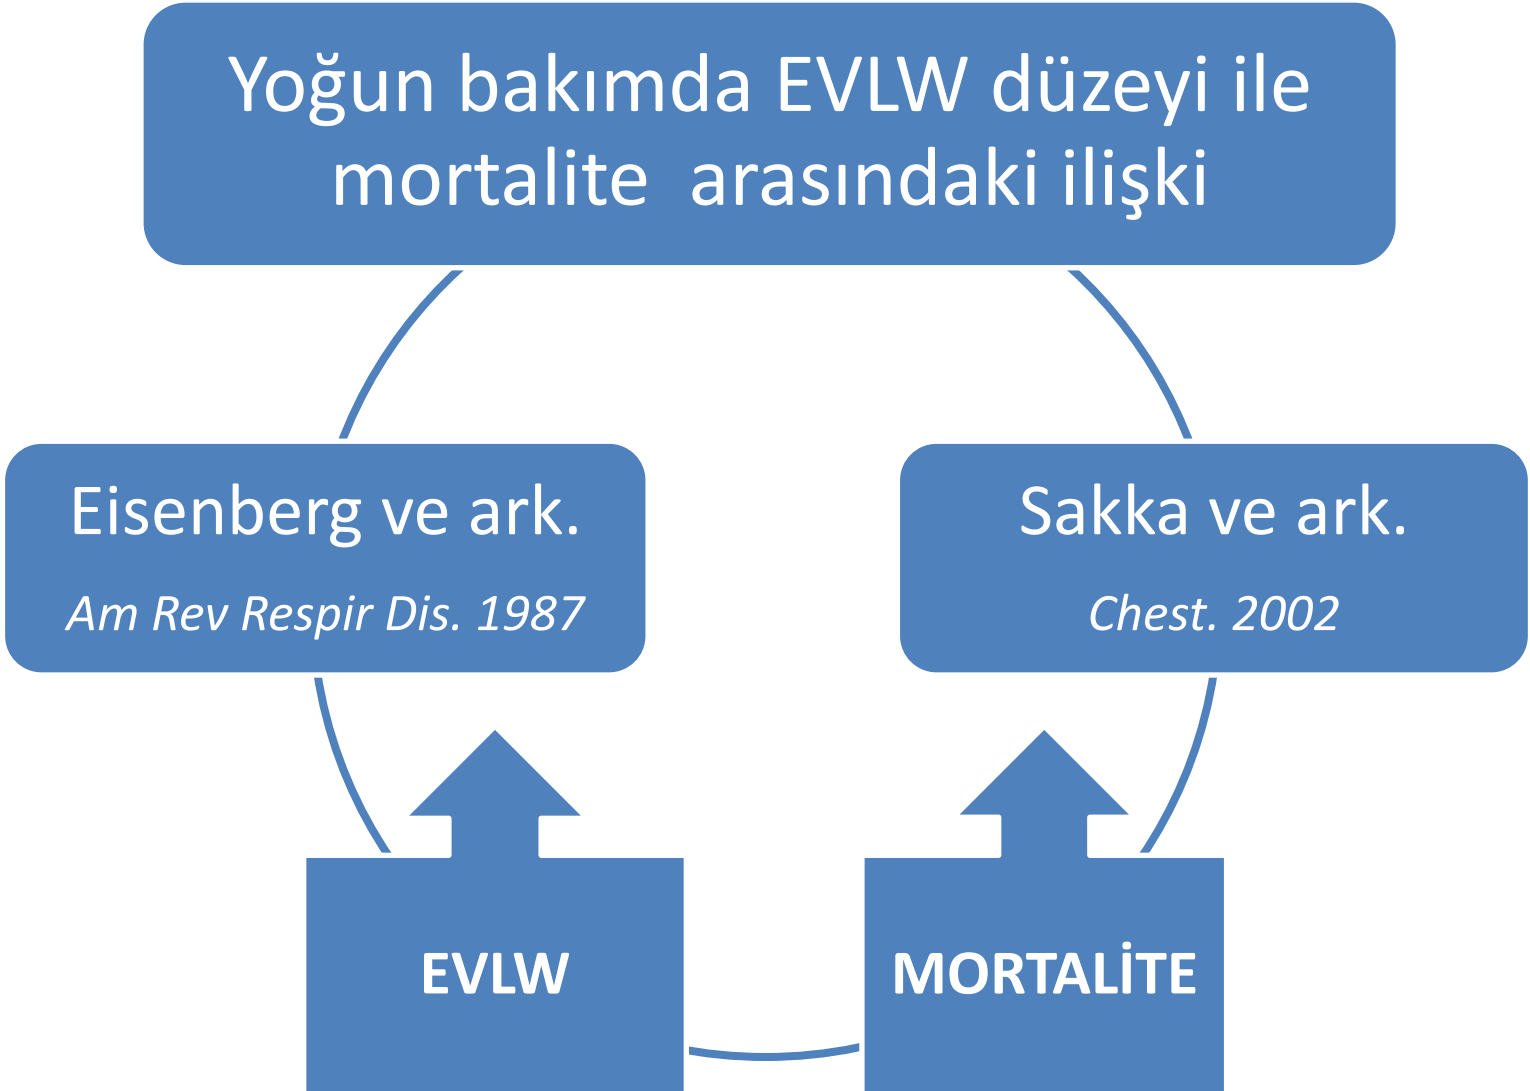 Yoğun bakımda EVLW düzeyi ile
mortalite arasındaki ilişki
Eisenberg ve ark.
Am Rev Respir Dis. 1987
Sakka ve ark.
Chest. 2002
EVLW
MORTALİTE